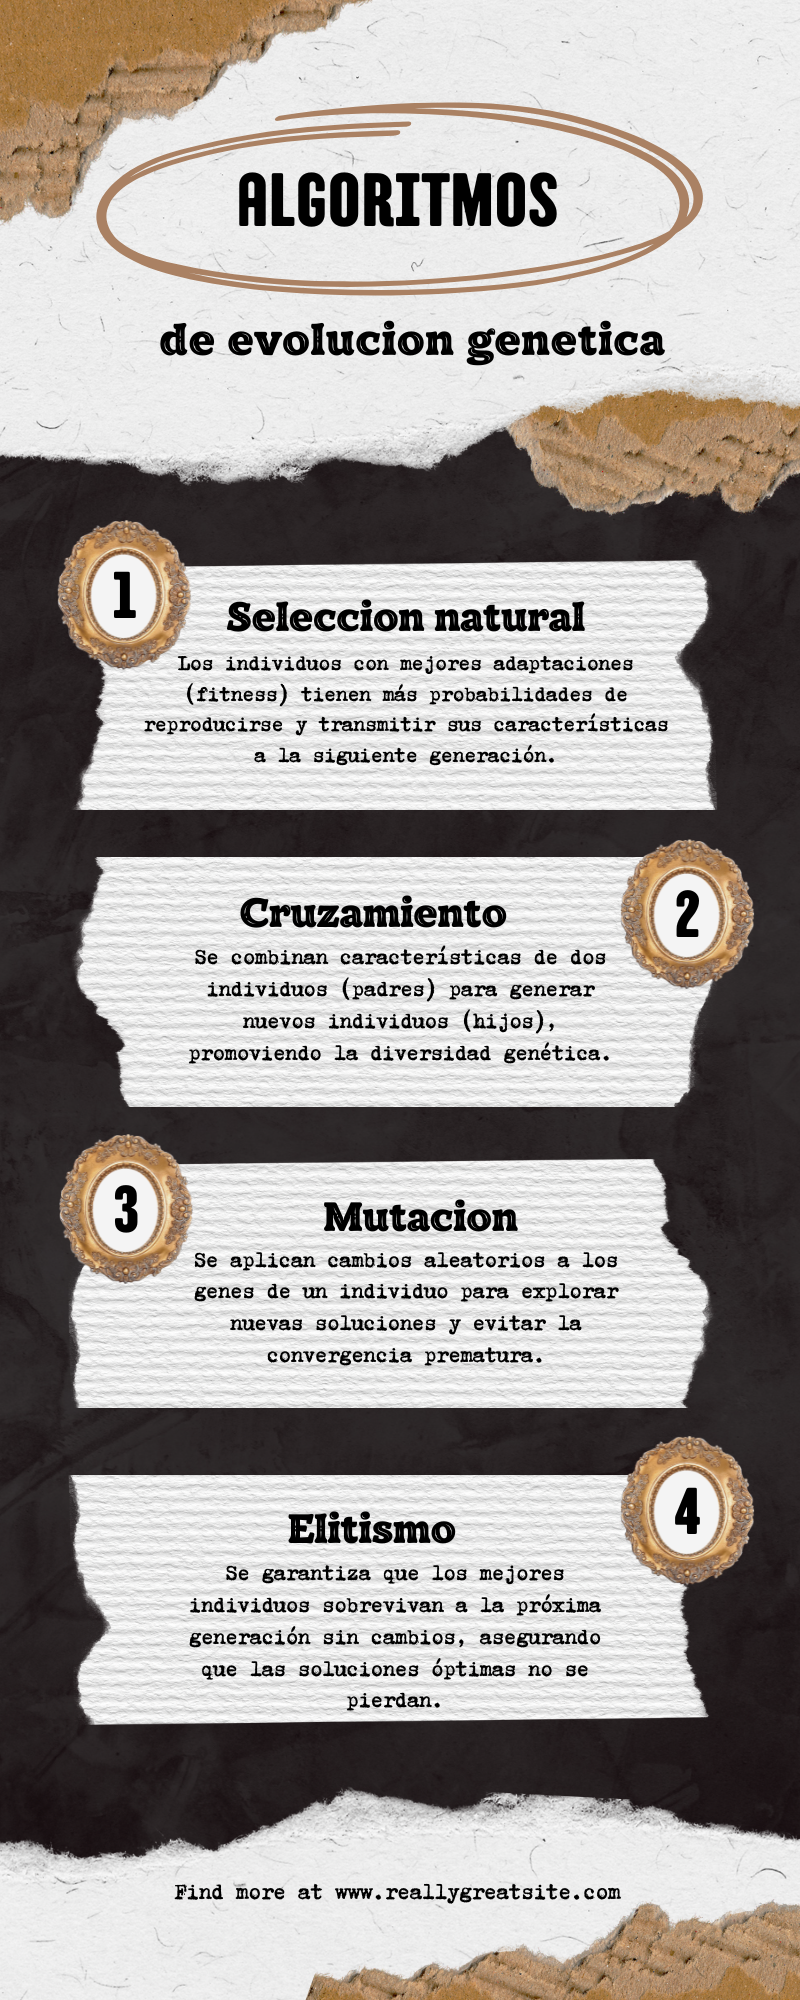 ALGORITMOS
de evolucion genetica
1
Seleccion natural
Los individuos con mejores adaptaciones
(fitness) tienen más probabilidades de
reproducirse y transmitir sus características
a la siguiente generación.
2
Cruzamiento
Se combinan características de dos
individuos (padres) para generar
nuevos individuos (hijos),
promoviendo la diversidad genética.
3
Mutacion
Se aplican cambios aleatorios a los
genes de un individuo para explorar
nuevas soluciones y evitar la
convergencia prematura.
4
Elitismo
Se garantiza que los mejores
individuos sobrevivan a la próxima
generación sin cambios, asegurando
que las soluciones óptimas no se
pierdan.
Find more at www.reallygreatsite.com